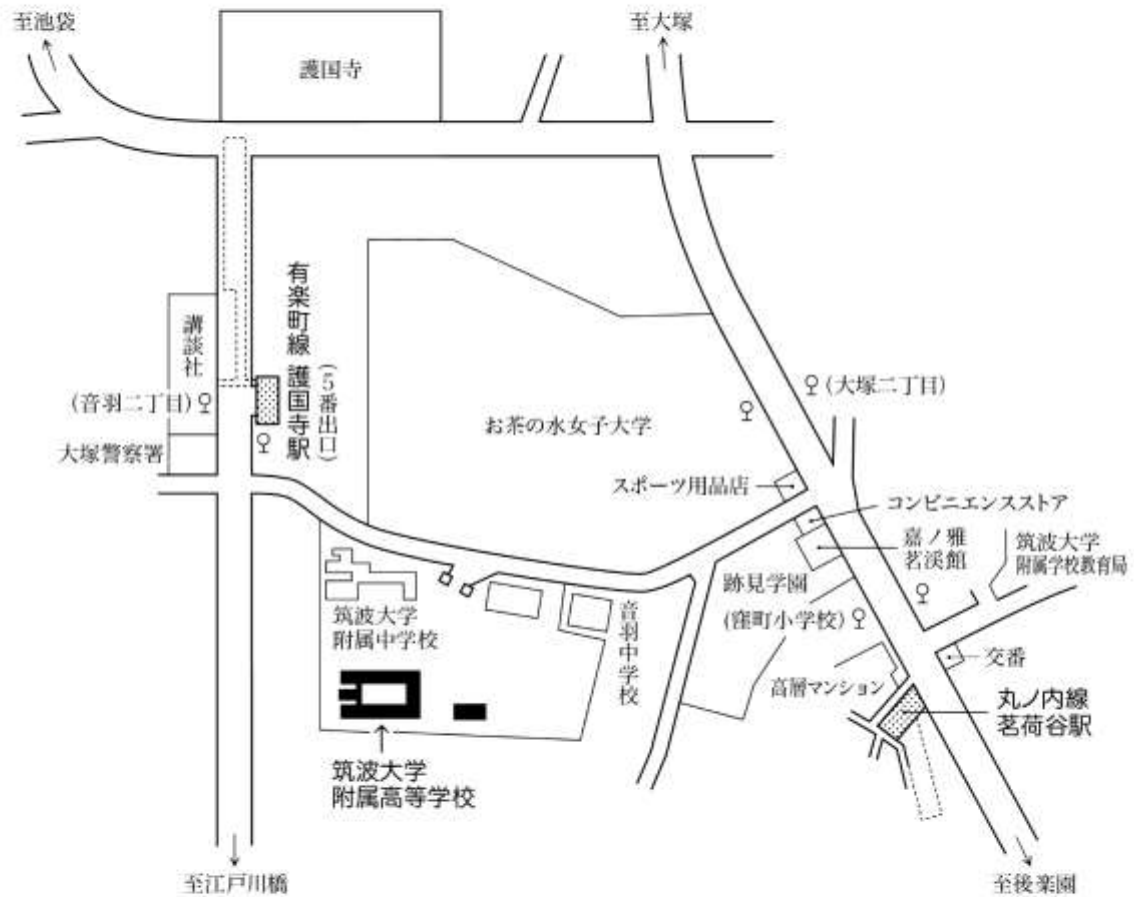 至池袋
至大塚
護国寺
有楽町線 護国寺駅
(5番出口)
講談社
(音羽二丁目)
大塚警察署
お茶の水女子大学
(大塚二丁目)
スポーツ用品店
コンビニエンスストア
嘉ノ雅
茗渓館
筑波大学
附属学校教育局
跡見学園
(窪町小学校)
筑波大学
附属中学校
音羽中学校
高層マンション
交番
丸ノ内線
茗荷谷駅
筑波大学
附属高等学校
至江戸川橋
至後楽園